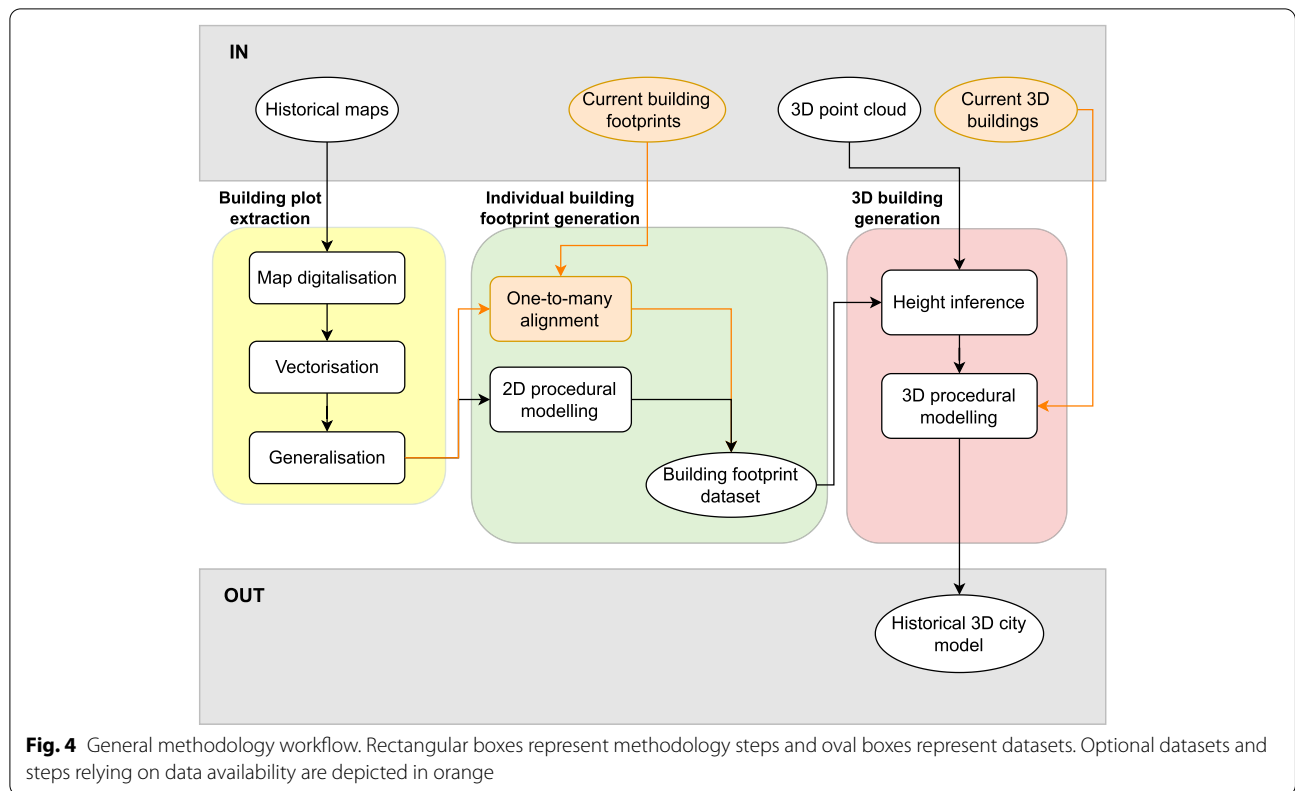 IN
Historical maps
Current building
footprints
3D point cloud
Current 3D
buildings
Building plot
extraction
Individual building
footprint generation
3D building
generation
Map digitalisation
Vectorisation
Generalisation
One-to-many
alignment
2D procedural
modelling
Building footprint
dataset
Height inference
3D procedural
modelling
OUT
Historical 3D city
model
Fig. 4 General methodology workflow. Rectangular boxes represent methodology steps and oval boxes represent datasets. Optional datasets and
steps relying on data availability are depicted in orange